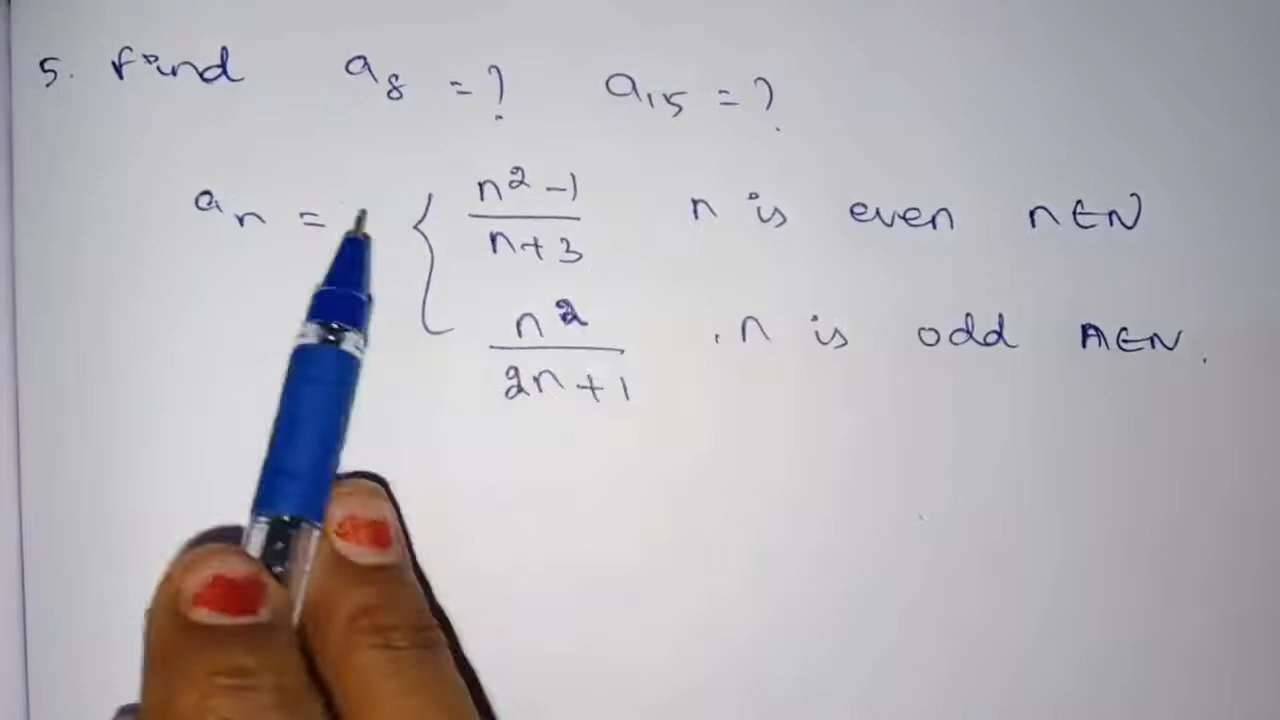 5. Find a₈ = ? a₁₅ = ?
aₙ = { n² - 1 / n + 3 n is even n ∈ N
n² / 2n + 1 , n is odd n ∈ N .